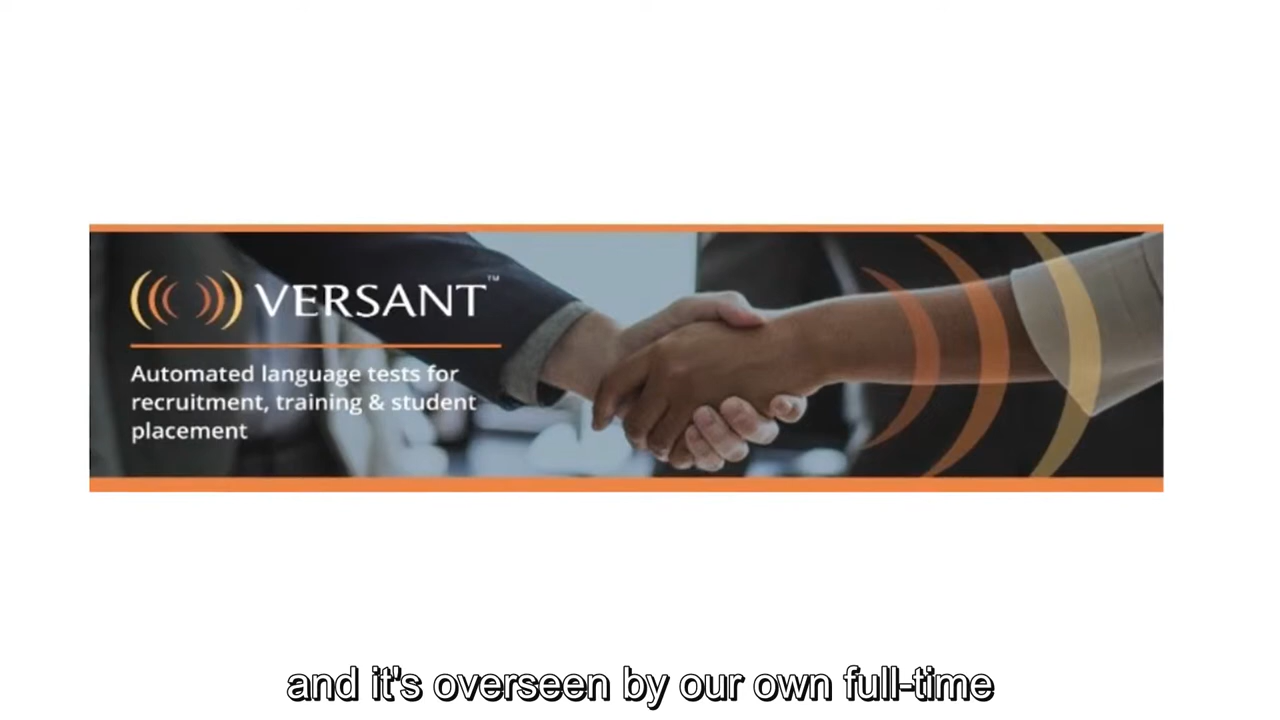 VERSANT™
Automated language tests for
recruitment, training & student
placement
and it's overseen by our own full-time